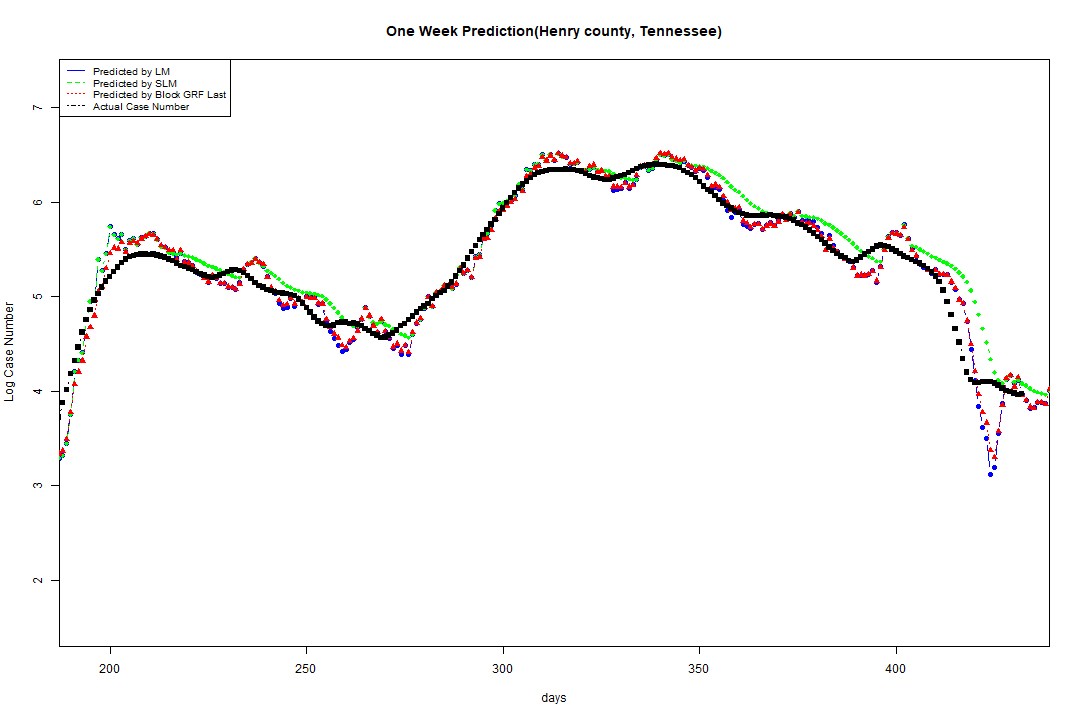 One Week Prediction(Henry county, Tennessee)
Predicted by LM
Predicted by SLM
Predicted by Block GRF Last
Actual Case Number
7
6
5
4
3
2
Log Case Number
200 250 300 350 400
days